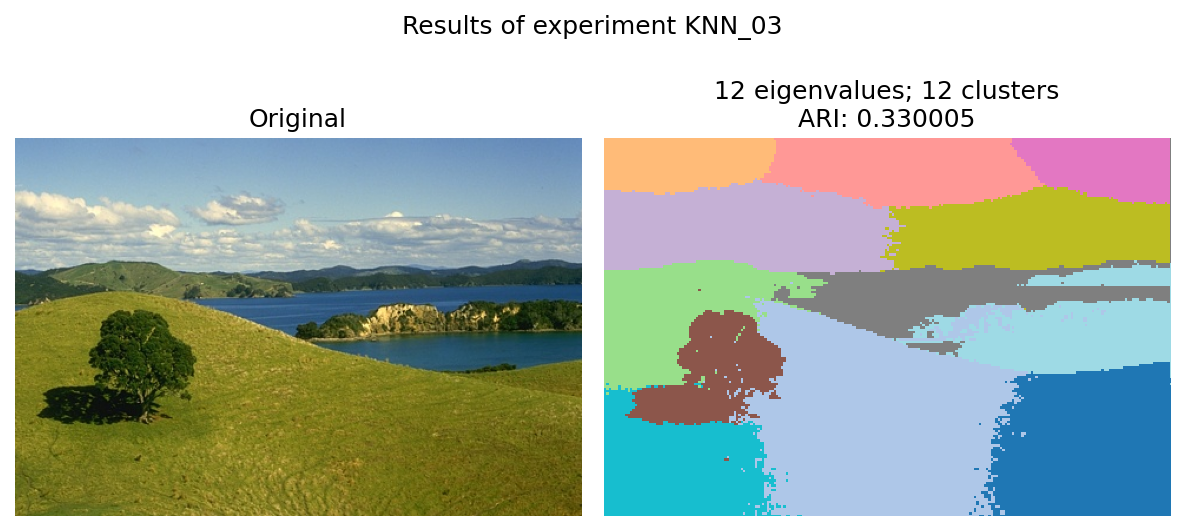 Results of experiment KNN_03
Original
12 eigenvalues; 12 clusters
ARI: 0.330005